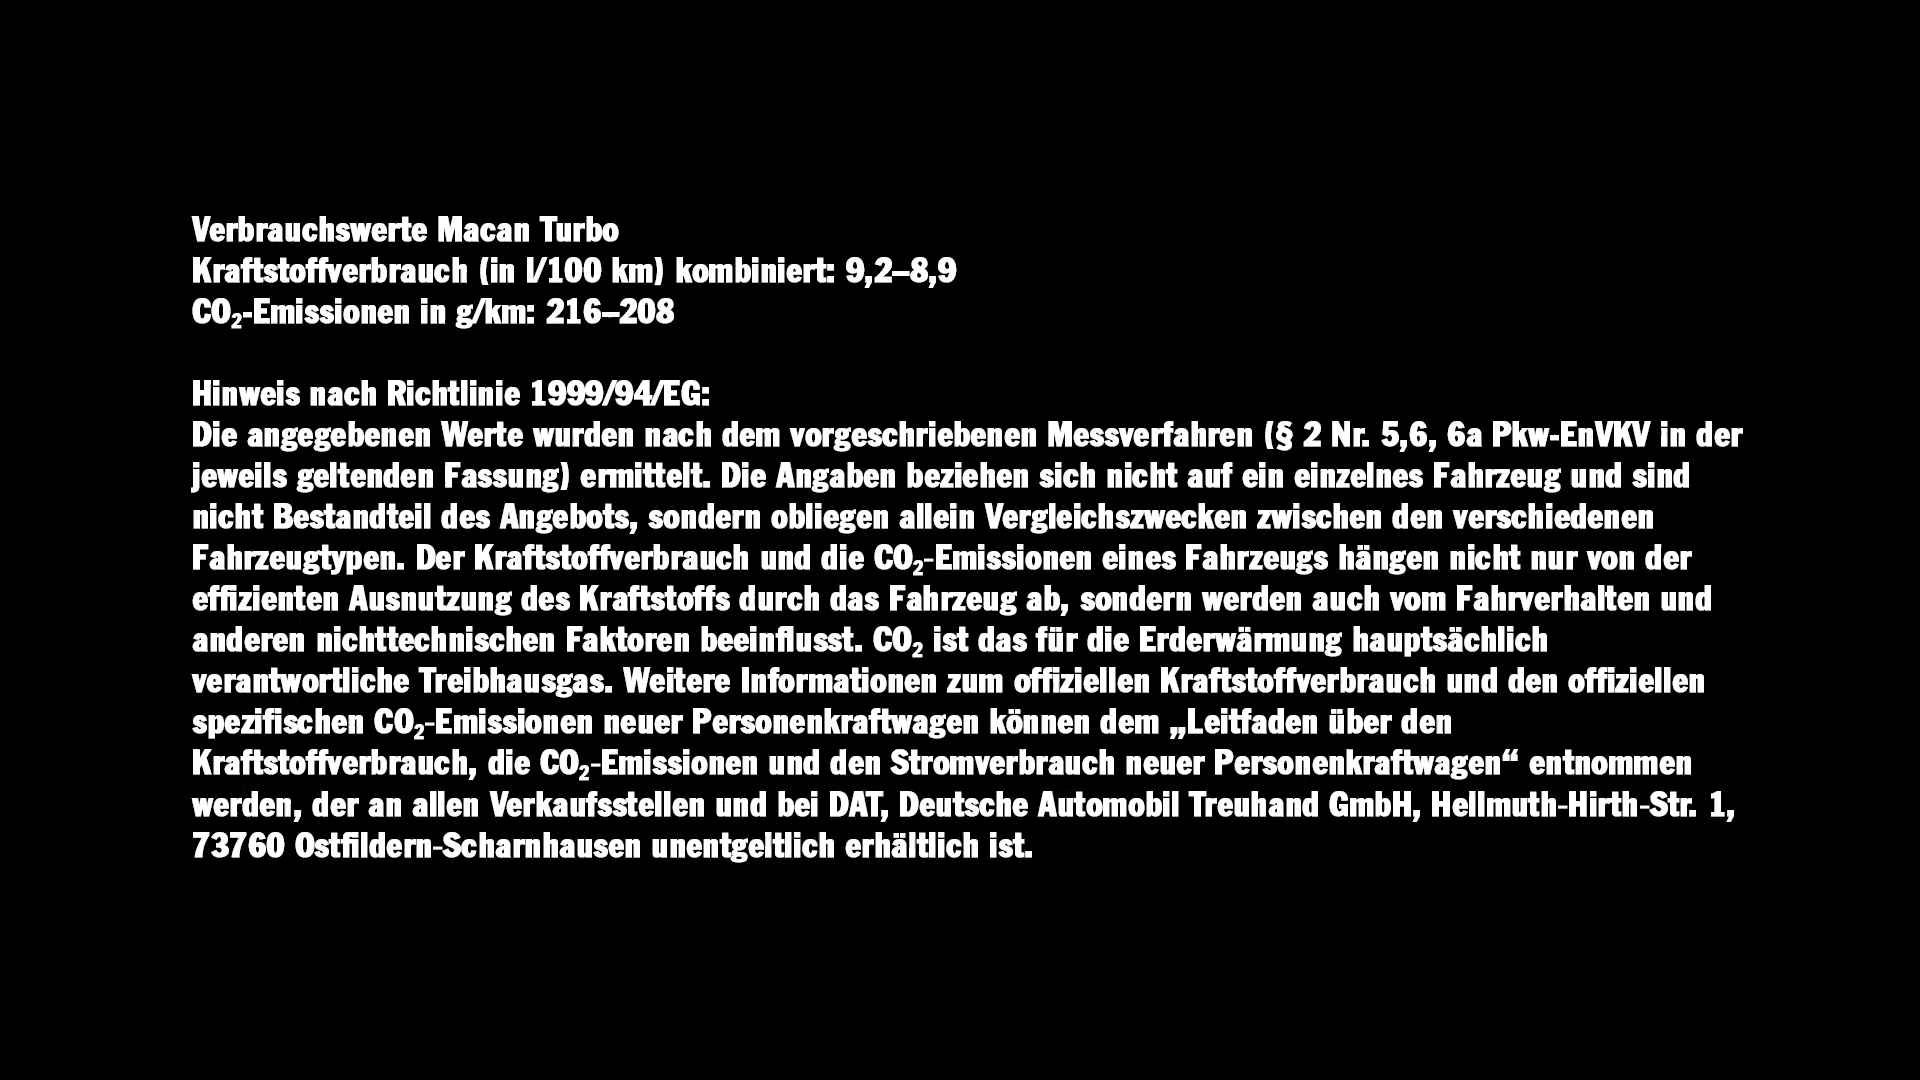 Verbrauchswerte Macan Turbo
Kraftstoffverbrauch (in l/100 km) kombiniert: 9,2–8,9
CO₂-Emissionen in g/km: 216–208
Hinweis nach Richtlinie 1999/94/EG:
Die angegebenen Werte wurden nach dem vorgeschriebenen Messverfahren (§ 2 Nr. 5,6, 6a Pkw-EnVKV in der
jeweils geltenden Fassung) ermittelt. Die Angaben beziehen sich nicht auf ein einzelnes Fahrzeug und sind
nicht Bestandteil des Angebots, sondern obliegen allein Vergleichszwecken zwischen den verschiedenen
Fahrzeugtypen. Der Kraftstoffverbrauch und die CO₂-Emissionen eines Fahrzeugs hängen nicht nur von der
effizienten Ausnutzung des Kraftstoffs durch das Fahrzeug ab, sondern werden auch vom Fahrverhalten und
anderen nichttechnischen Faktoren beeinflusst. CO₂ ist das für die Erderwärmung hauptsächlich
verantwortliche Treibhausgas. Weitere Informationen zum offiziellen Kraftstoffverbrauch und den offiziellen
spezifischen CO₂-Emissionen neuer Personenkraftwagen können dem „Leitfaden über den
Kraftstoffverbrauch, die CO₂-Emissionen und den Stromverbrauch neuer Personenkraftwagen“ entnommen
werden, der an allen Verkaufsstellen und bei DAT, Deutsche Automobil Treuhand GmbH, Hellmuth-Hirth-Str. 1,
73760 Ostfildern-Scharnhausen unentgeltlich erhältlich ist.